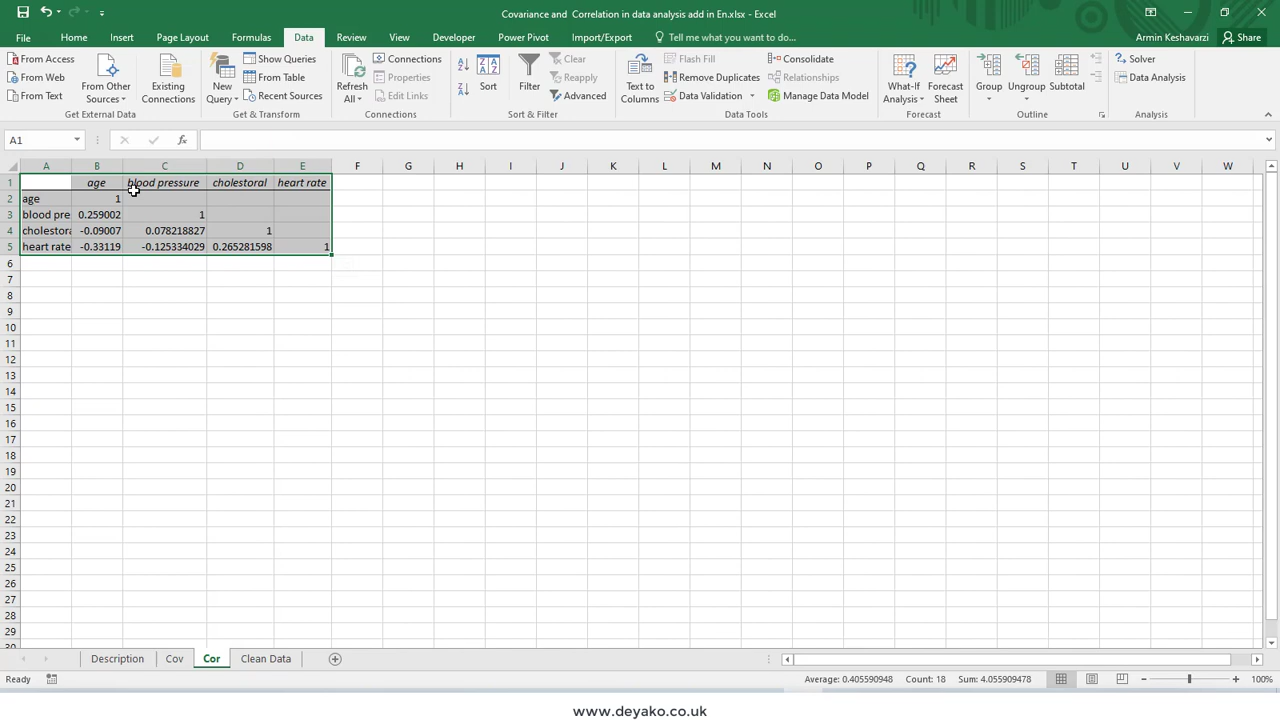 Covariance and Correlation in data analysis add in En.xlsx - Excel
File Home Insert Page Layout Formulas Data Review View Developer Power Pivot Import/Export Tell me what you want to do... Armin Keshavarzi Share
From Access
From Web
From Text
From Other Sources
Existing Connections
Get External Data
New Query
Show Queries
From Table
Recent Sources
Get & Transform
Refresh All
Connections
Properties
Edit Links
Connections
Sort
Filter
Clear
Reapply
Advanced
Sort & Filter
Text to Columns
Flash Fill
Remove Duplicates
Data Validation
Consolidate
Relationships
Manage Data Model
Data Tools
What-If Analysis
Forecast Sheet
Forecast
Group
Ungroup
Subtotal
Outline
Solver
Data Analysis
Analysis
A1 fx
A B C D E F G H I J K L M N O P Q R S T U V W
1 age blood pressure cholestoral heart rate
2 age 1
3 blood pre 0.259002 1
4 cholestora -0.09007 0.078218827 1
5 heart rate -0.33119 -0.125334029 0.265281598 1
6
7
8
9
10
11
12
13
14
15
16
17
18
19
20
21
22
23
24
25
26
27
28
29
30
Description Cov Cor Clean Data
Ready Average: 0.405590948 Count: 18 Sum: 4.055909478 100%
www.deyako.co.uk